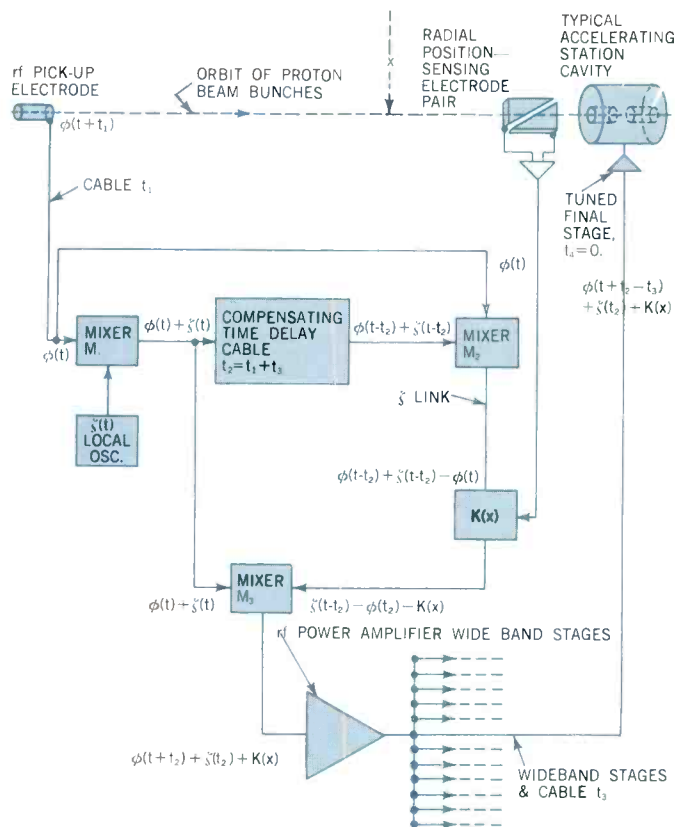 TYPICAL
ACCELERATING
STATION
CAVITY
RADIAL
POSITION—
SENSING
ELECTRODE
PAIR
x
rf PICK-UP
ELECTRODE
ORBIT OF PROTON
BEAM BUNCHES
ϕ(t+t₁)
CABLE t₁
TUNED
FINAL
STAGE,
t₄=0.
ϕ(t)
ϕ(t+t₂–t₃)
+ξ(t₂)+K(x)
MIXER
M,
ϕ(t)
ϕ(t)+ξ(t)
COMPENSATING
TIME DELAY
CABLE
t₂=t₁+t₃
ϕ(t-t₂)+ξ(t-t₂)
MIXER
M₂
ξ(t)
LOCAL
OSC.
ξ LINK
ϕ(t-t₂)+ξ(t-t₂)–ϕ(t)
K(x)
MIXER
M₃
ϕ(t)+ξ(t)
ξ(t-t₂)–ϕ(t₂)–K(x)
rf POWER AMPLIFIER WIDE BAND STAGES
ϕ(t+t₂)+ξ(t₂)+K(x)
WIDEBAND STAGES
& CABLE t₃